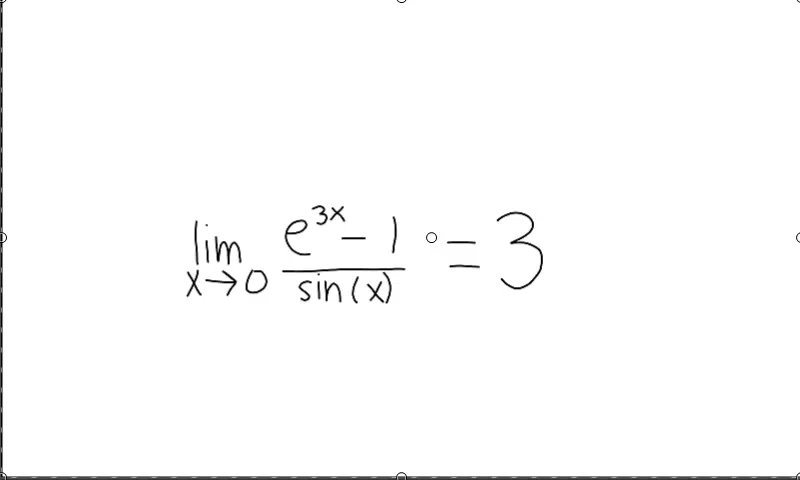 lim x→0 (e^{3x} - 1)/sin(x) = 3